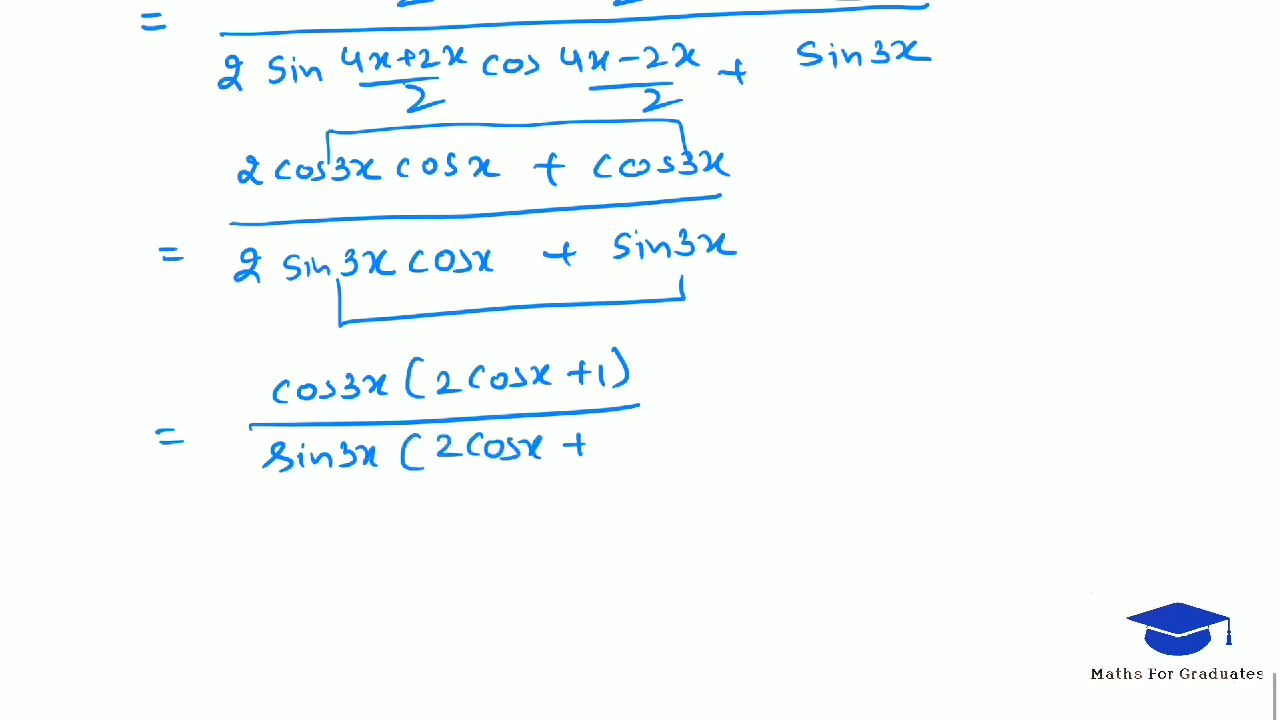 =
2 sin 4x+2x/2 cos 4x-2x/2 + sin3x
2 cos3x cosx + cos3x
=
2 sin3x cosx + sin3x
cos3x (2cosx +1)
=
sin3x (2cosx +
Maths For Graduates